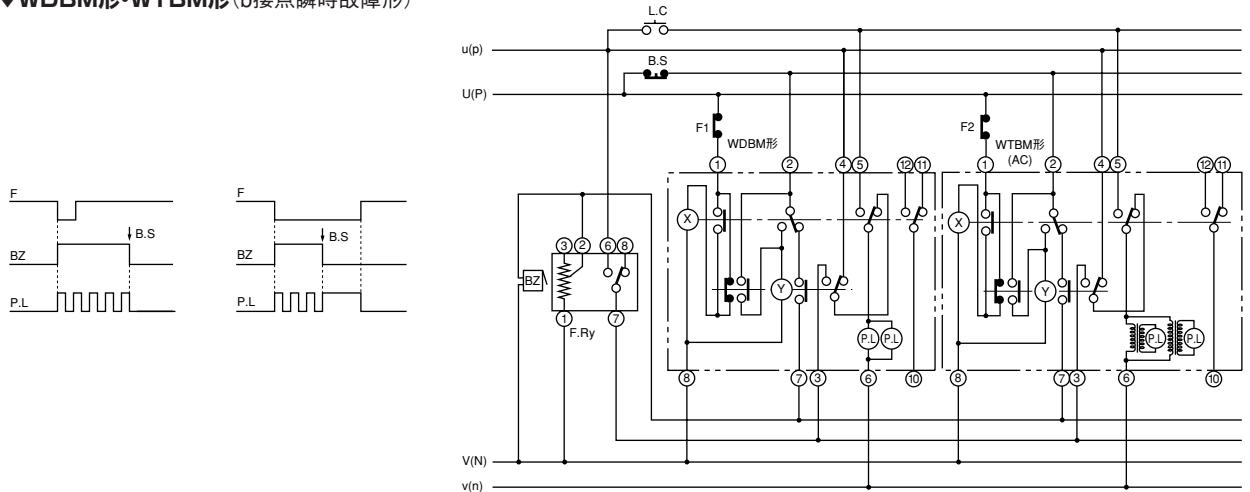 ◆WDBM形・WTBM形(b接点瞬時故障形)
L.C
u(p)
B.S
U(P)
F1
WDBM形
F2
WTBM形
(AC)
① ② ④ ⑤ ⑫ ⑪
① ② ④ ⑤ ⑫ ⑪
F
B.S
BZ
P.L
F
B.S
BZ
P.L
③ ② ⑥ ⑧
BZ
① ⑦
F.Ry
X
Y
P.L P.L
⑧ ⑦ ③ ⑥ ⑩
X
Y
P.L P.L
⑧ ⑦ ③ ⑥ ⑩
V(N)
v(n)